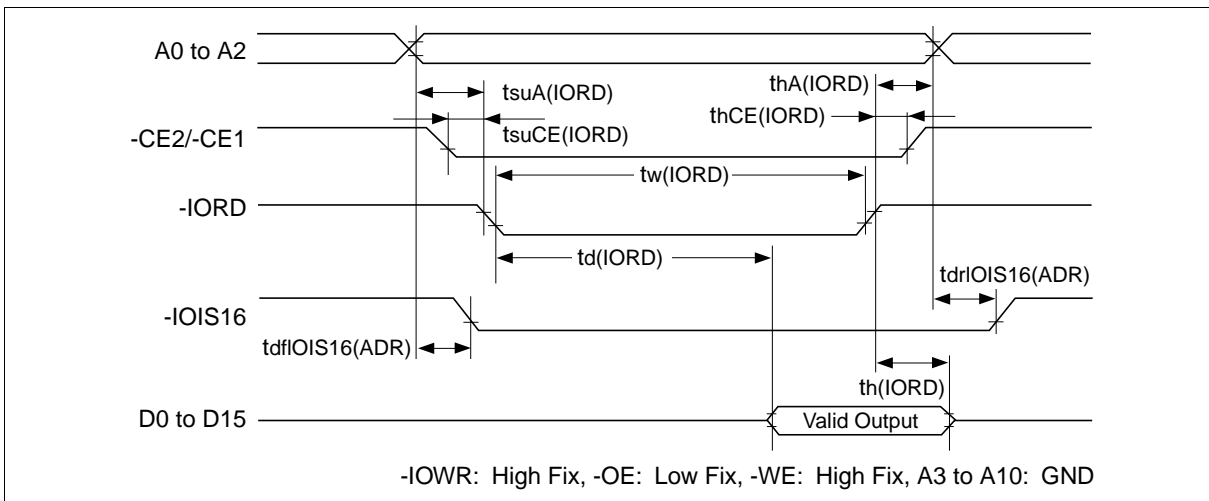 A0 to A2
tsuA(IORD)
thA(IORD)
thCE(IORD)
-CE2/-CE1
tsuCE(IORD)
tw(IORD)
-IORD
td(IORD)
tdrIOIS16(ADR)
-IOIS16
tdfIOIS16(ADR)
th(IORD)
D0 to D15
Valid Output
-IOWR: High Fix, -OE: Low Fix, -WE: High Fix, A3 to A10: GND